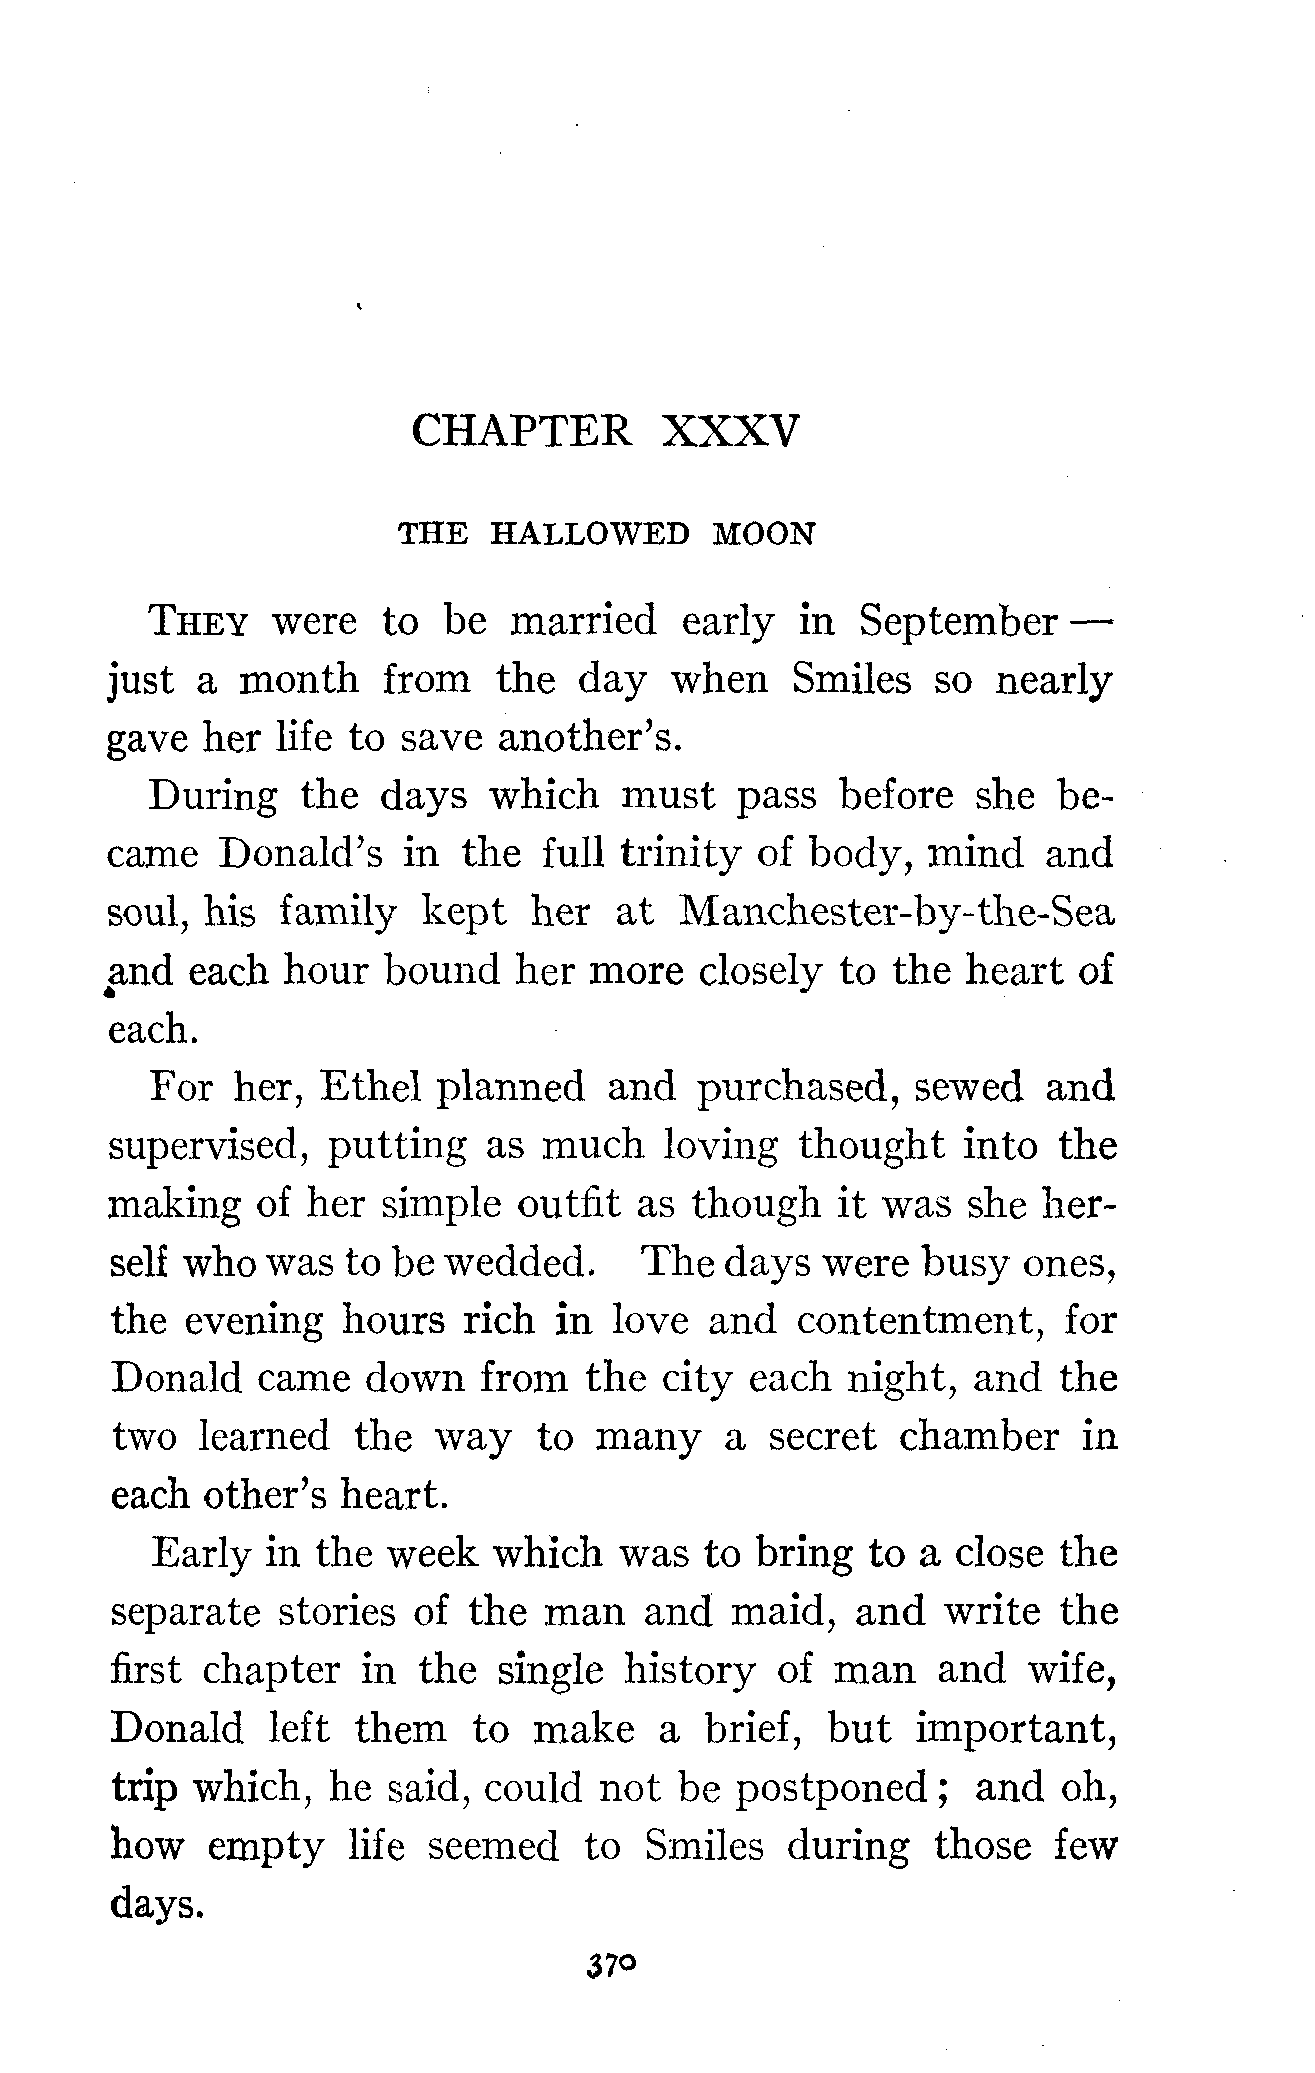 CHAPTER XXXV
THE HALLOWED MOON
THEY were to be married early in September —
just a month from the day when Smiles so nearly
gave her life to save another's.
During the days which must pass before she be-
came Donald's in the full trinity of body, mind and
soul, his family kept her at Manchester-by-the-Sea
and each hour bound her more closely to the heart of
each.
For her, Ethel planned and purchased, sewed and
supervised, putting as much loving thought into the
making of her simple outfit as though it was she her-
self who was to be wedded. The days were busy ones,
the evening hours rich in love and contentment, for
Donald came down from the city each night, and the
two learned the way to many a secret chamber in
each other's heart.
Early in the week which was to bring to a close the
separate stories of the man and maid, and write the
first chapter in the single history of man and wife,
Donald left them to make a brief, but important,
trip which, he said, could not be postponed; and oh,
how empty life seemed to Smiles during those few
days.
370